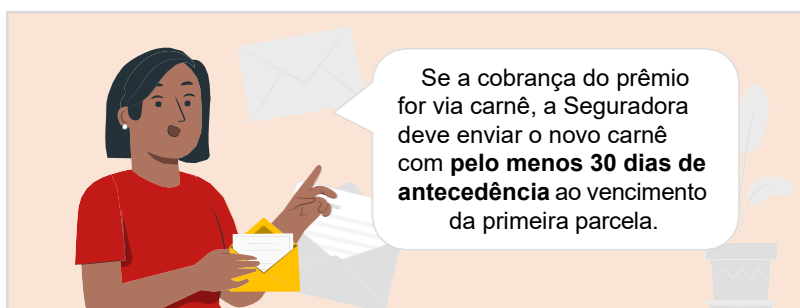 Se a cobrança do prêmio
for via carnê, a Seguradora
deve enviar o novo carnê
com pelo menos 30 dias de
antecedência ao vencimento
da primeira parcela.